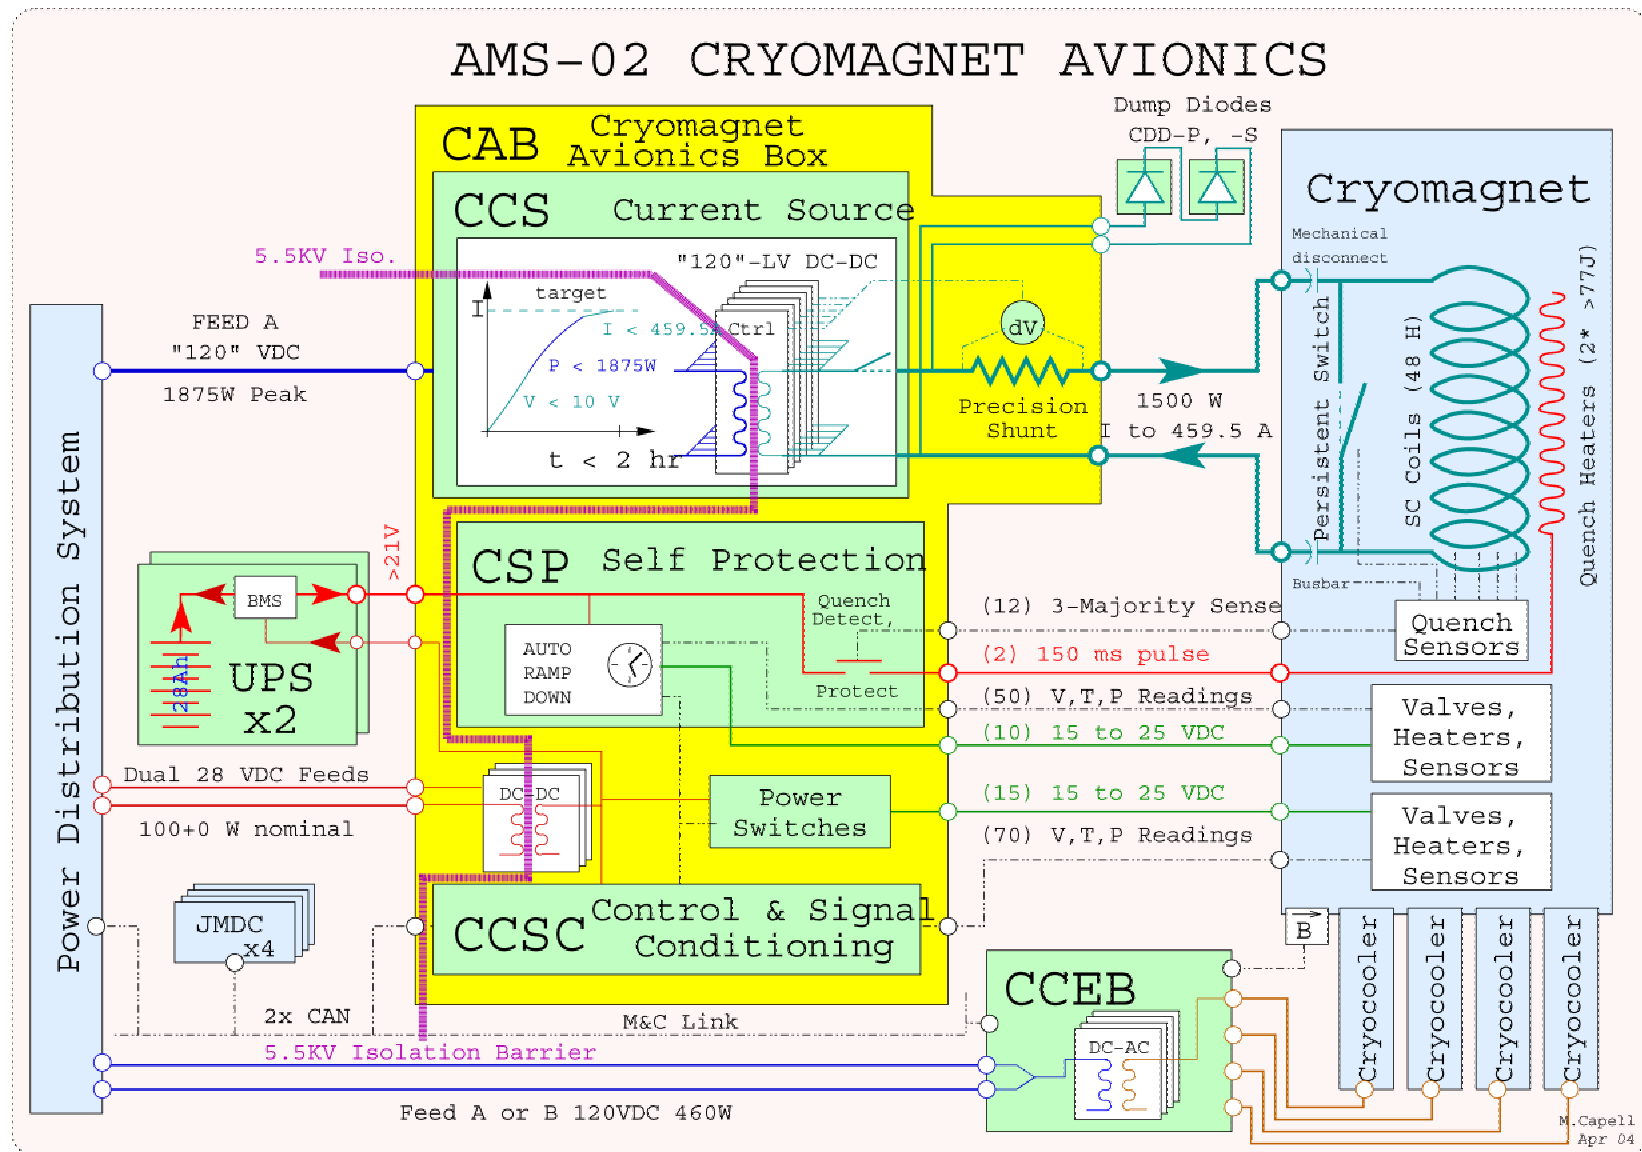 AMS-02 CRYOMAGNET AVIONICS
Dump Diodes
CDD-P, -S
CAB
Cryomagnet
Avionics Box
CCS
Current Source
5.5KV Iso.
"120"-LV DC-DC
target
I
I < 459.5A
Ctrl
P < 1875W
V < 10 V
t < 2 hr
dV
Precision
Shunt
1500 W
I to 459.5 A
Cryomagnet
Mechanical
disconnect
Persistent Switch
SC Coils (48 H)
Quench Heaters (2* >77J)
Busbar
Quench
Sensors
FEED A
"120" VDC
1875W Peak
Power Distribution System
>21V
BMS
28Ah
UPS
x2
CSP
Self Protection
Quench
Detect,
Protect
AUTO
RAMP
DOWN
(12) 3-Majority Sense
(2) 150 ms pulse
(50) V,T,P Readings
(10) 15 to 25 VDC
(15) 15 to 25 VDC
(70) V,T,P Readings
Valves,
Heaters,
Sensors
Valves,
Heaters,
Sensors
Dual 28 VDC Feeds
100+0 W nominal
DC-DC
Power
Switches
JMDC
x4
CCSC
Control & Signal
Conditioning
2x CAN
M&C Link
5.5KV Isolation Barrier
Feed A or B 120VDC 460W
CCEB
DC-AC
B
Cryocooler
Cryocooler
Cryocooler
Cryocooler
M.Capell
Apr 04